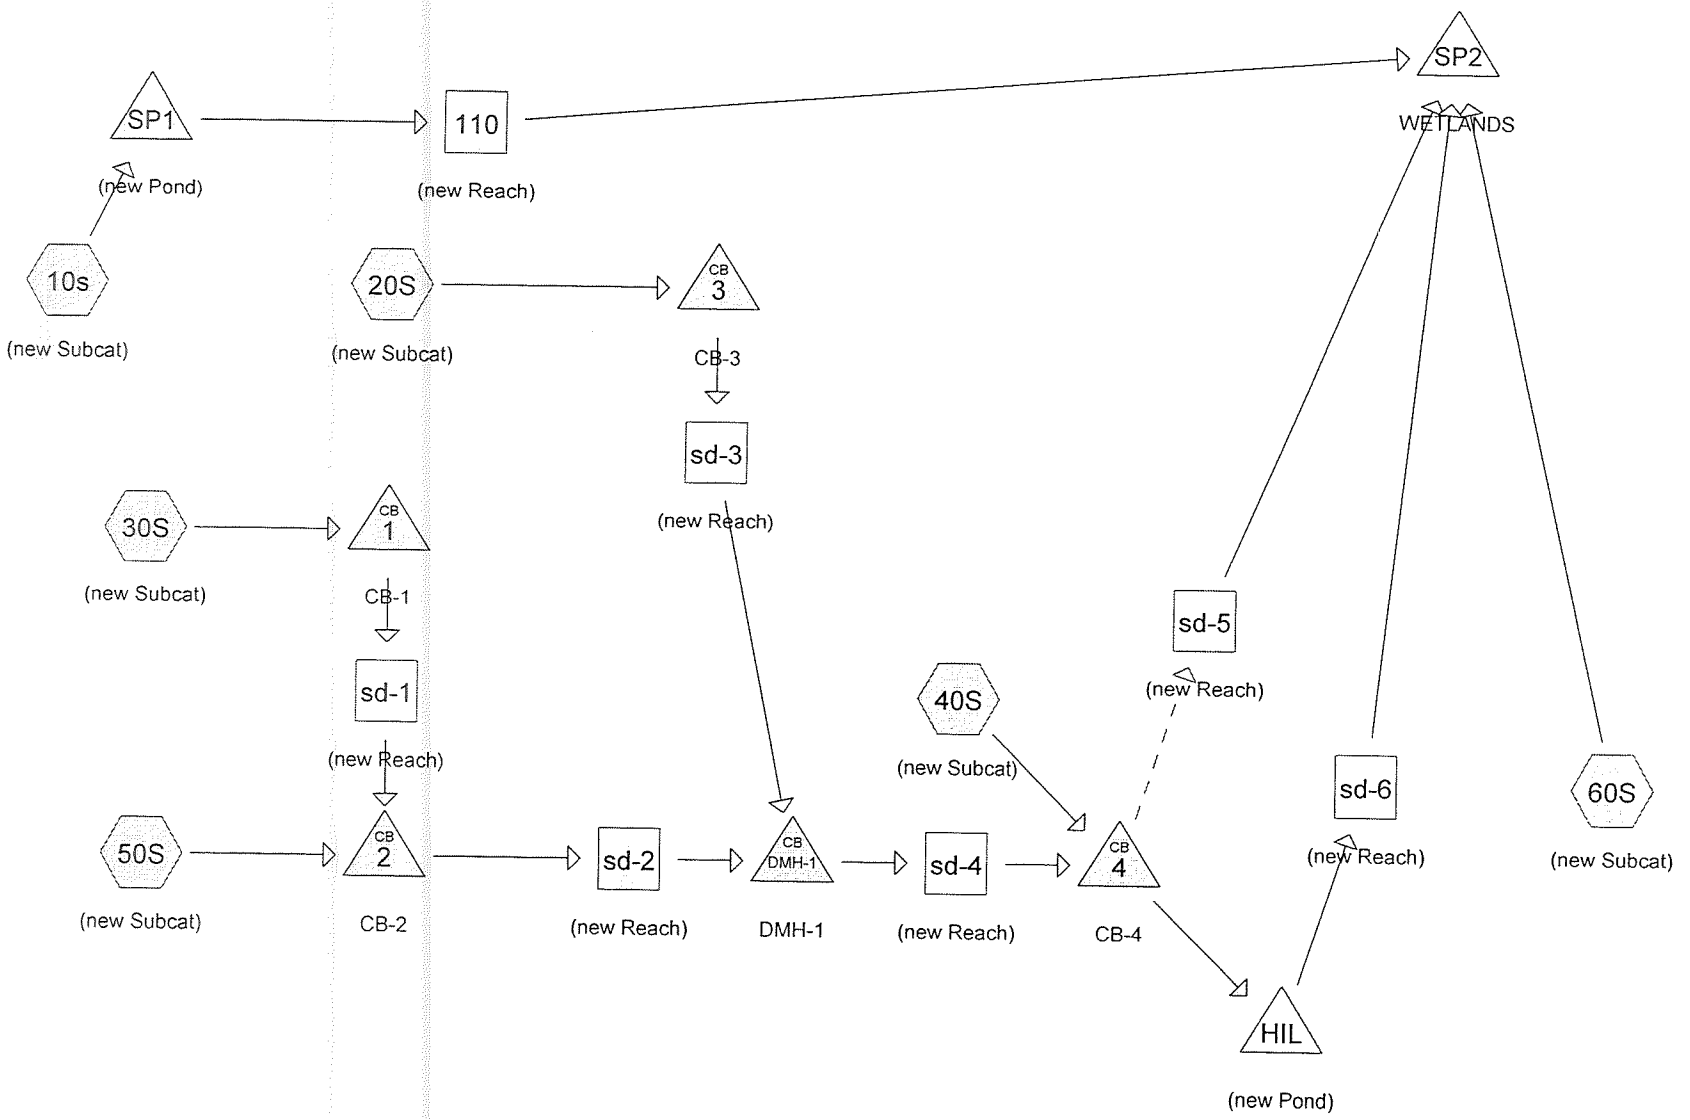 SP2
WETLANDS
SP1
(new Pond)
110
(new Reach)
10s
(new Subcat)
20S
(new Subcat)
CB
3
CB-3
sd-3
(new Reach)
30S
(new Subcat)
CB
1
CB-1
sd-1
(new Reach)
sd-5
(new Reach)
40S
(new Subcat)
sd-6
(new Reach)
60S
(new Subcat)
50S
(new Subcat)
CB
2
CB-2
sd-2
(new Reach)
CB
DMH-1
DMH-1
sd-4
(new Reach)
CB
4
CB-4
HIL
(new Pond)